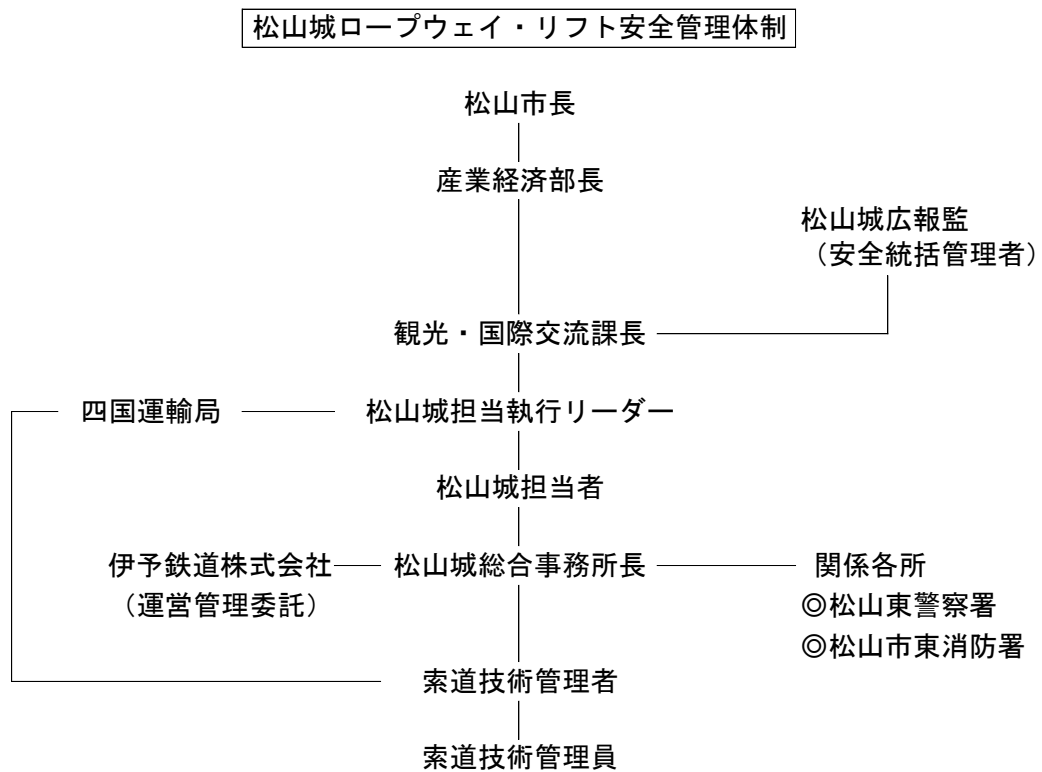 松山城ロープウェイ・リフト安全管理体制
松山市長
産業経済部長
松山城広報監
（安全統括管理者）
観光・国際交流課長
四国運輸局
松山城担当執行リーダー
松山城担当者
伊予鉄道株式会社
（運営管理委託）
松山城総合事務所長
関係各所
◎松山東警察署
◎松山市東消防署
索道技術管理者
索道技術管理員